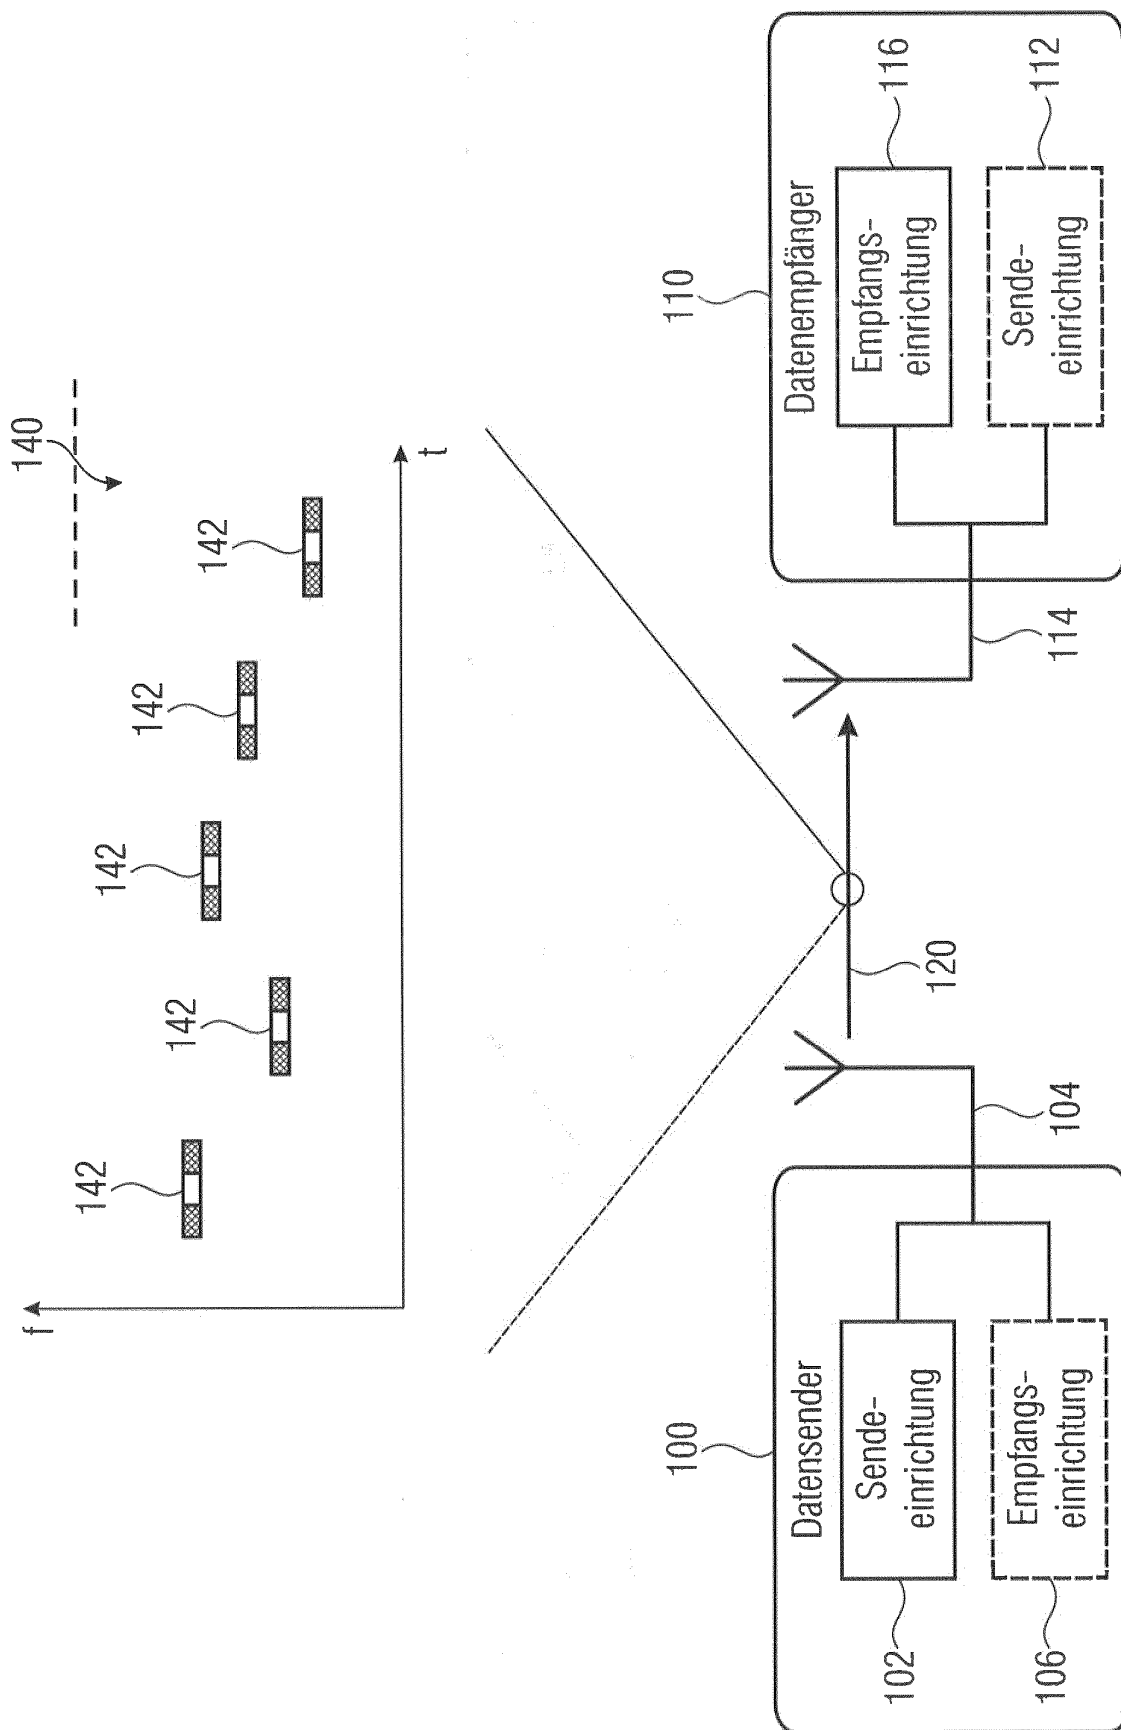 140
142
142
142
142
142
f
t
100
110
Datensender
Datenempfänger
Sende-
einrichtung
Empfangs-
einrichtung
Empfangs-
einrichtung
Sende-
einrichtung
102
106
104
120
114
116
112